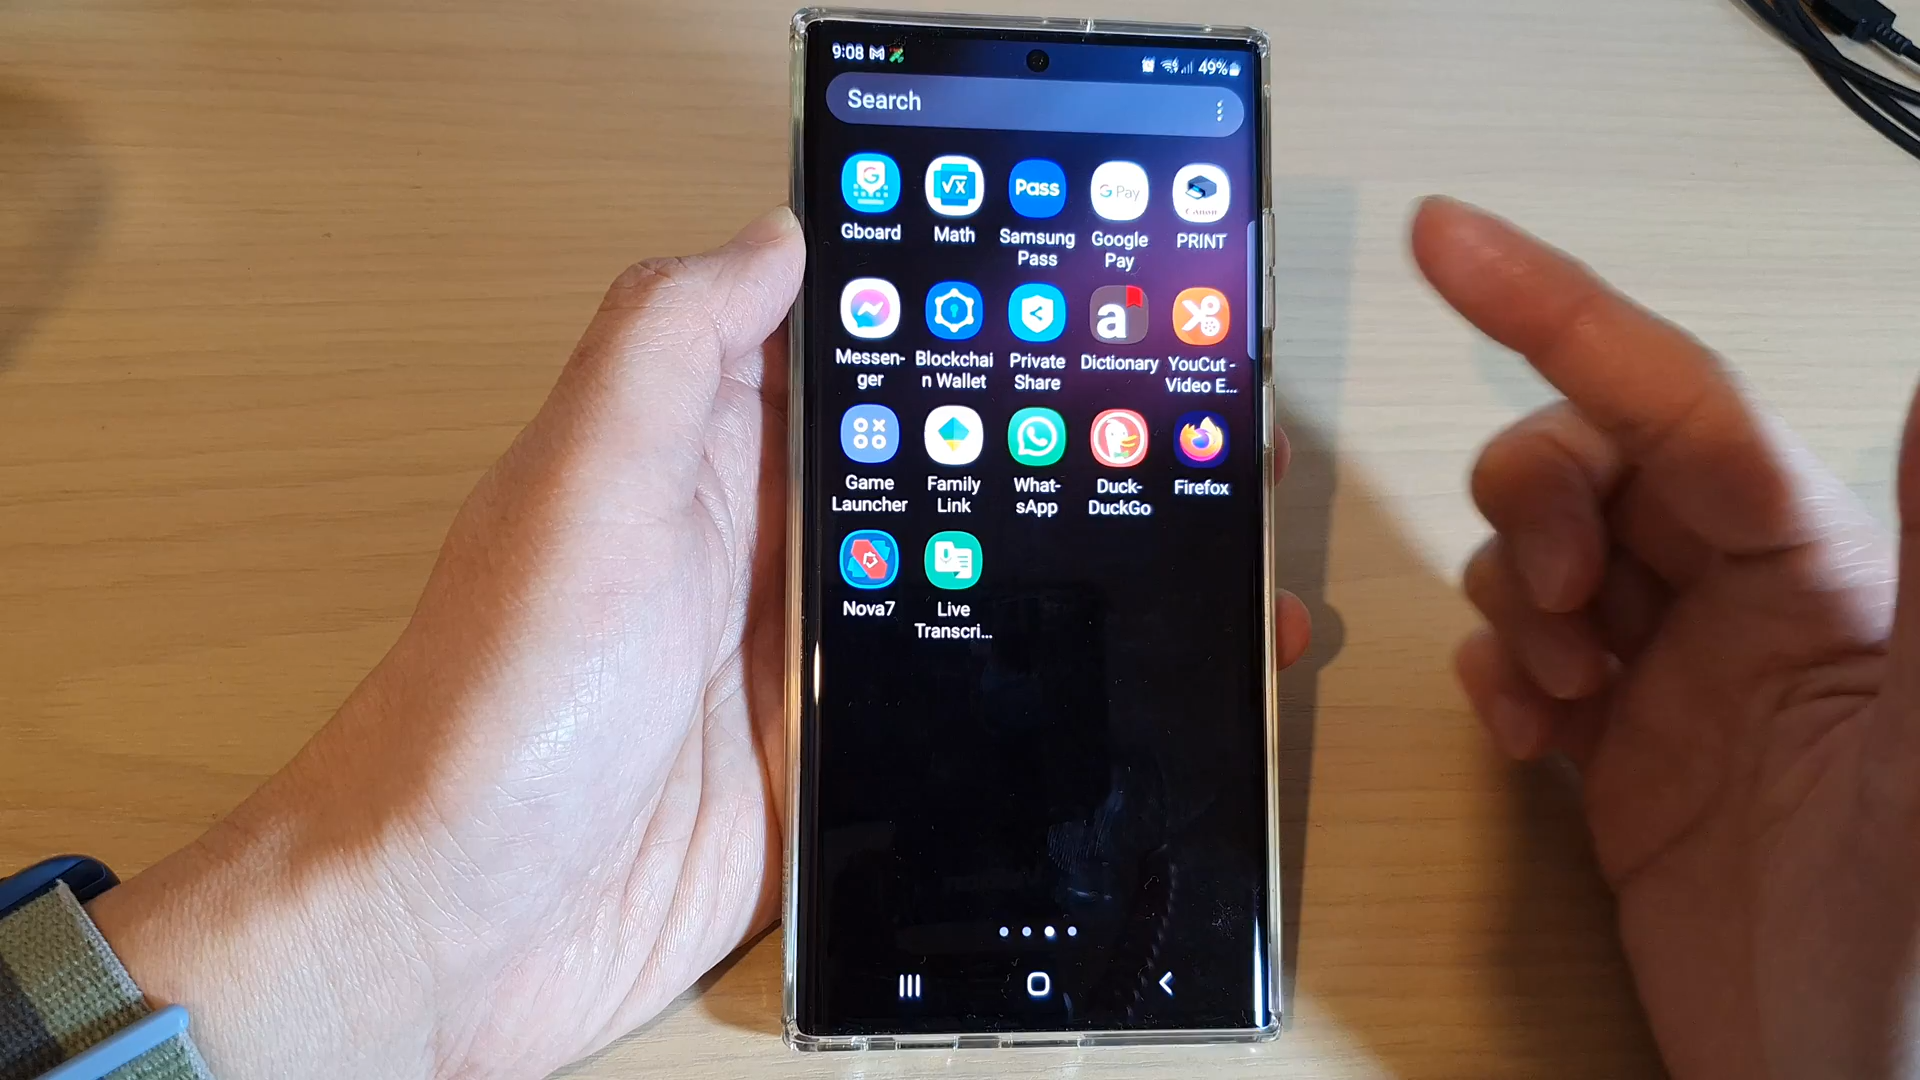 9:08
49%
Search
Pass
G Pay
Canon
Gboard
Math
Samsung
Pass
Google
Pay
PRINT
a
Messen-
ger
Blockchai
n Wallet
Private
Share
Dictionary
YouCut -
Video E...
Game
Launcher
Family
Link
What-
sApp
Duck-
DuckGo
Firefox
Nova7
Live
Transcri...